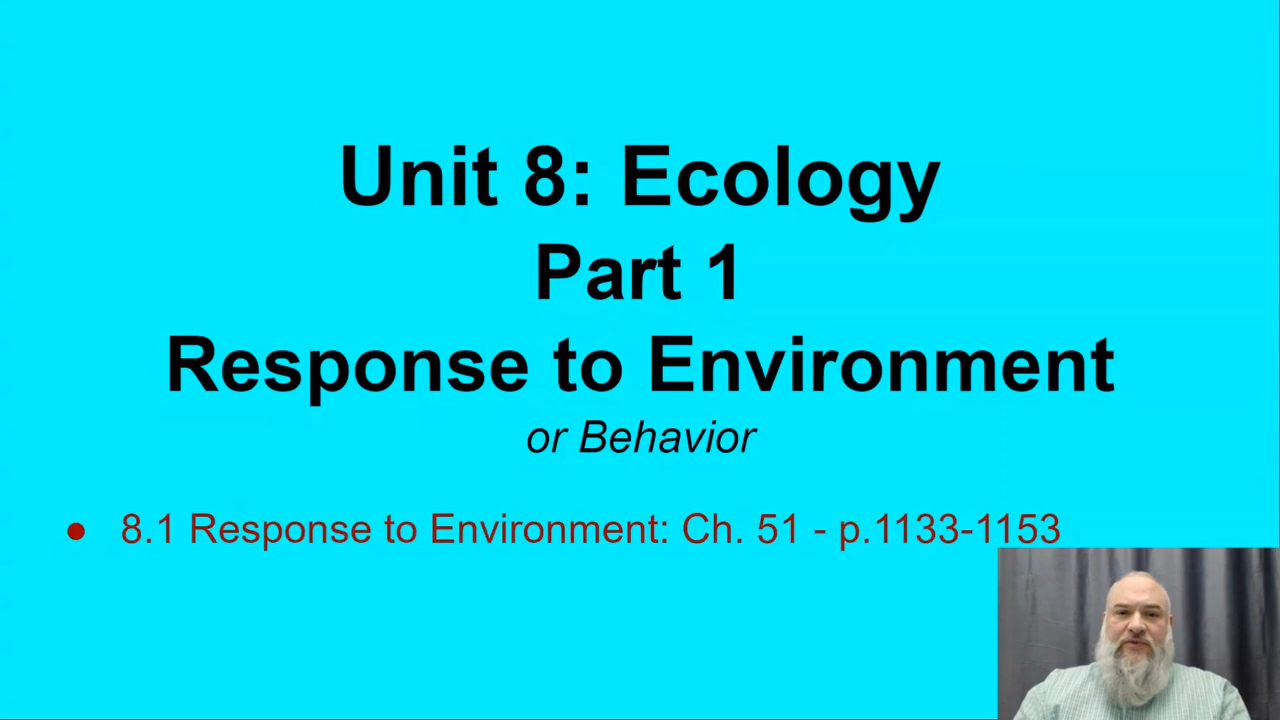 Unit 8: Ecology
Part 1
Response to Environment
or Behavior
● 8.1 Response to Environment: Ch. 51 - p.1133-1153